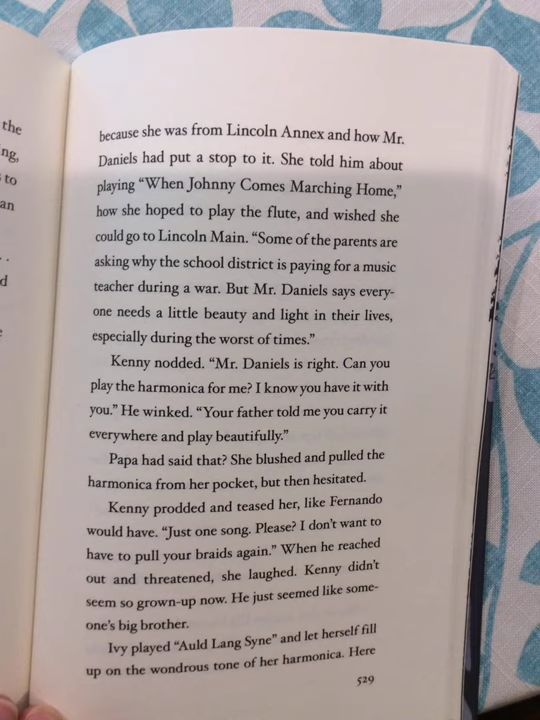 the
ng,
to
an
. .
d
because she was from Lincoln Annex and how Mr.
Daniels had put a stop to it. She told him about
playing “When Johnny Comes Marching Home,”
how she hoped to play the flute, and wished she
could go to Lincoln Main. “Some of the parents are
asking why the school district is paying for a music
teacher during a war. But Mr. Daniels says every-
one needs a little beauty and light in their lives,
especially during the worst of times.”
Kenny nodded. “Mr. Daniels is right. Can you
play the harmonica for me? I know you have it with
you.” He winked. “Your father told me you carry it
everywhere and play beautifully.”
Papa had said that? She blushed and pulled the
harmonica from her pocket, but then hesitated.
Kenny prodded and teased her, like Fernando
would have. “Just one song. Please? I don’t want to
have to pull your braids again.” When he reached
out and threatened, she laughed. Kenny didn’t
seem so grown-up now. He just seemed like some-
one’s big brother.
Ivy played “Auld Lang Syne” and let herself fill
up on the wondrous tone of her harmonica. Here
529